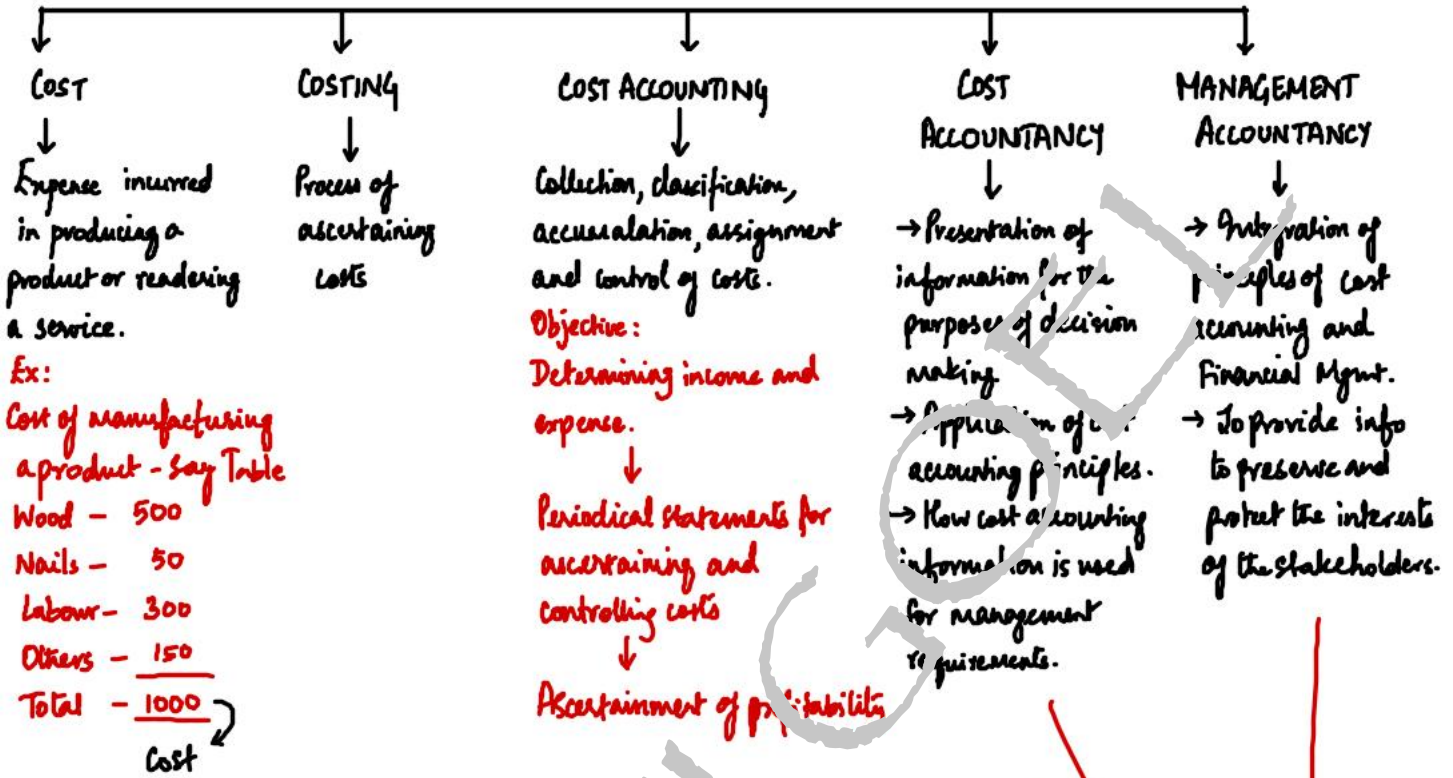 COST
↓
Expense incurred
in producing a
product or rendering
a service.
Ex:
Cost of manufacturing
a product - Say Table
Wood - 500
Nails - 50
Labour - 300
Others - 150
Total - 1000
Cost
COSTING
↓
Process of
ascertaining
costs
COST ACCOUNTING
↓
Collection, classification,
accumalation, assignment
and control of costs.
Objective:
Determining income and
expense.
↓
Periodical statements for
ascertaining and
controlling costs
↓
Ascertainment of profitability
COST
ACCOUNTANCY
↓
→ Presentation of
information for the
purposes of decision
making
→ Application of cost
accounting principles.
→ How cost accounting
information is used
for management
requirements.
MANAGEMENT
ACCOUNTANCY
↓
→ Integration of
principles of cost
accounting and
Financial Mgmt.
→ To provide info
to preserve and
protect the interests
of the stakeholders.
GOEL